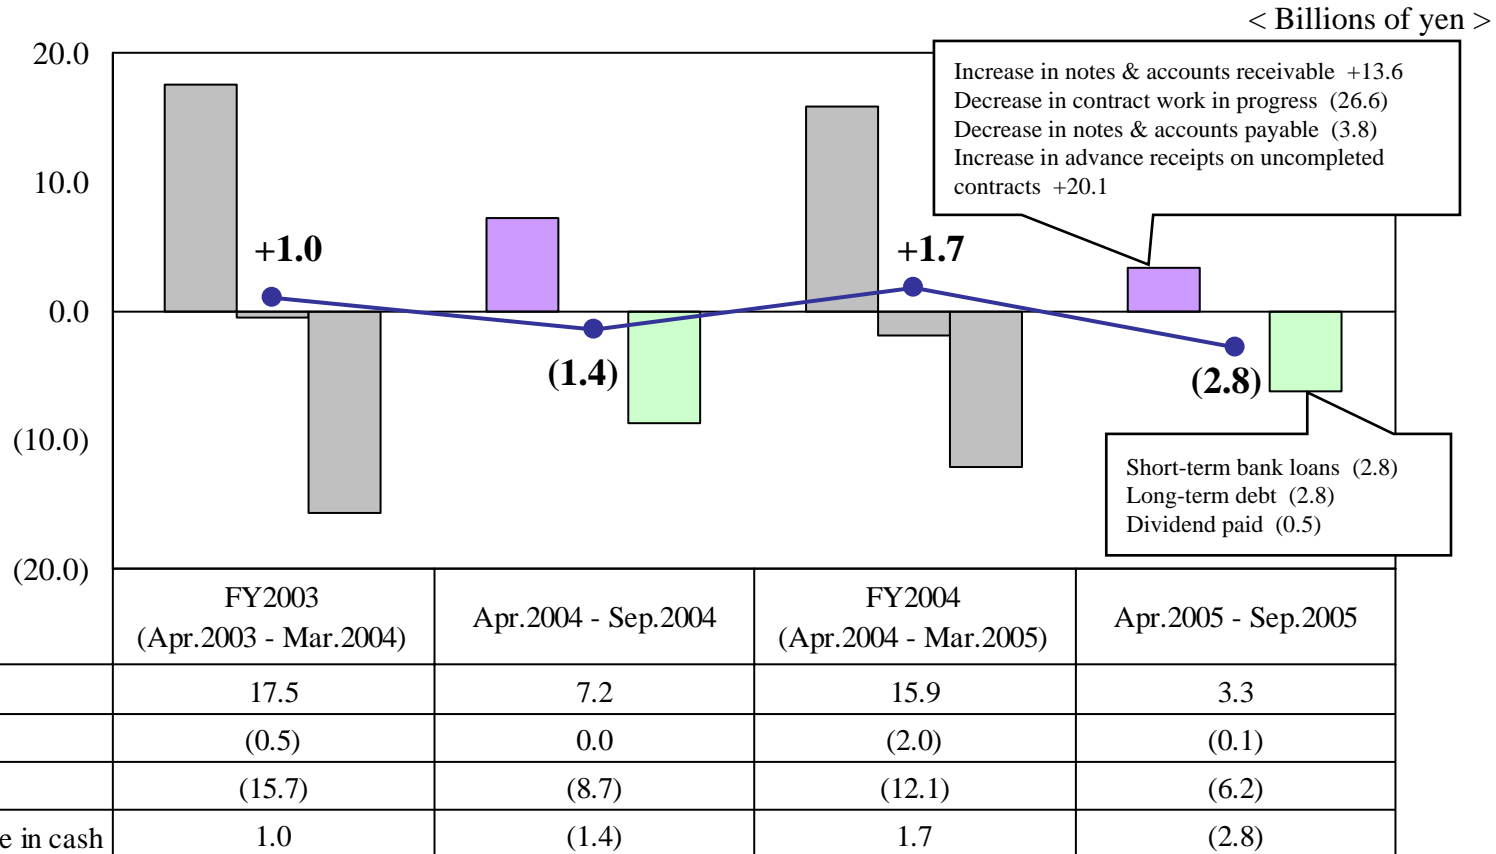 < Billions of yen >
20.0
10.0
0.0
(10.0)
(20.0)
Increase in notes & accounts receivable +13.6
Decrease in contract work in progress (26.6)
Decrease in notes & accounts payable (3.8)
Increase in advance receipts on uncompleted
contracts +20.1
+1.0
(1.4)
+1.7
(2.8)
Short-term bank loans (2.8)
Long-term debt (2.8)
Dividend paid (0.5)
FY2003
(Apr.2003 - Mar.2004)
Apr.2004 - Sep.2004
FY2004
(Apr.2004 - Mar.2005)
Apr.2005 - Sep.2005
17.5 7.2 15.9 3.3
(0.5) 0.0 (2.0) (0.1)
(15.7) (8.7) (12.1) (6.2)
e in cash 1.0 (1.4) 1.7 (2.8)